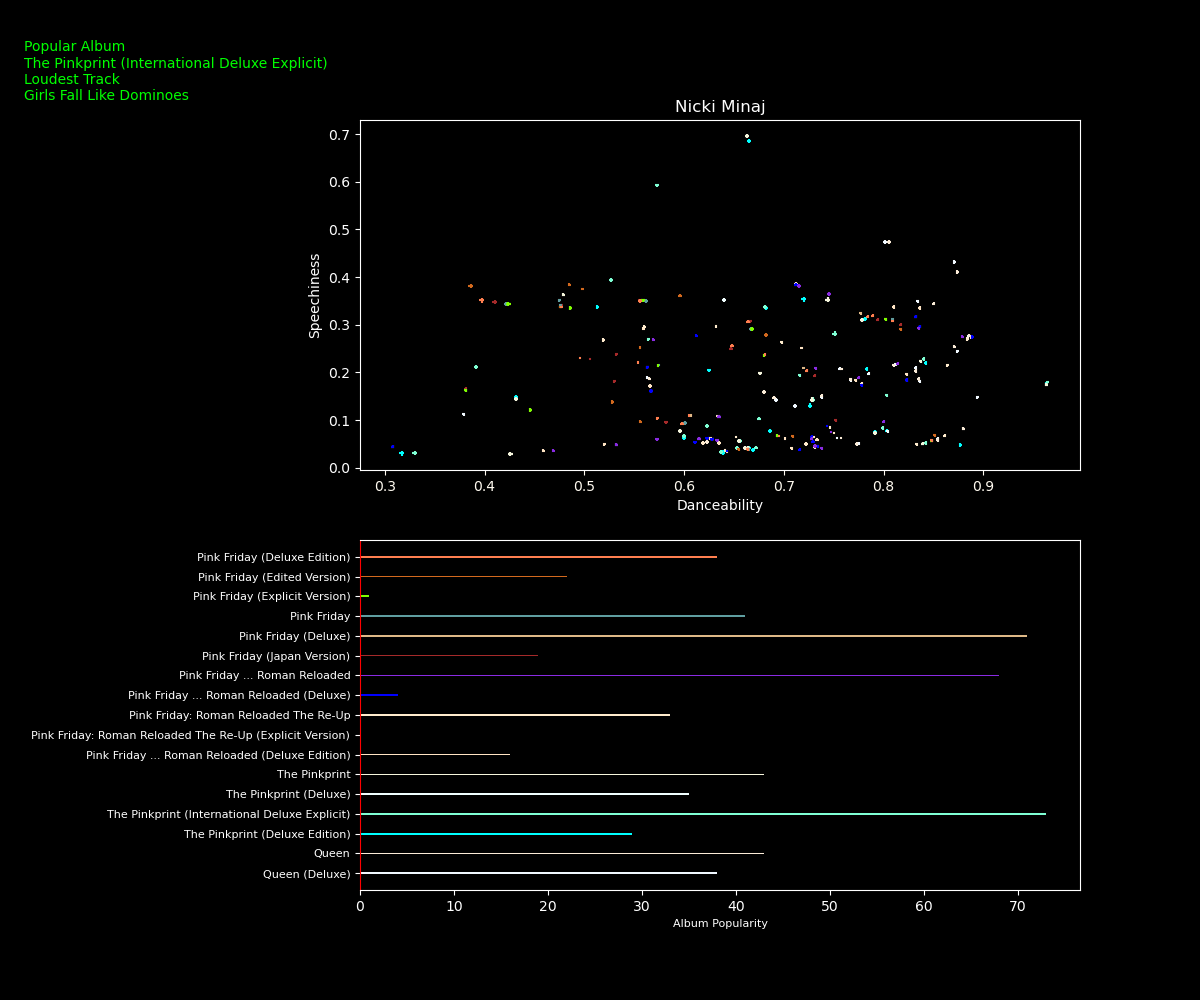 Popular Album
The Pinkprint (International Deluxe Explicit)
Loudest Track
Girls Fall Like Dominoes
Nicki Minaj
0.7
0.6
0.5
0.4
0.3
0.2
0.1
0.0
Speechiness
0.3 0.4 0.5 0.6 0.7 0.8 0.9
Danceability
Pink Friday (Deluxe Edition)
Pink Friday (Edited Version)
Pink Friday (Explicit Version)
Pink Friday
Pink Friday (Deluxe)
Pink Friday (Japan Version)
Pink Friday ... Roman Reloaded
Pink Friday ... Roman Reloaded (Deluxe)
Pink Friday: Roman Reloaded The Re-Up
Pink Friday: Roman Reloaded The Re-Up (Explicit Version)
Pink Friday ... Roman Reloaded (Deluxe Edition)
The Pinkprint
The Pinkprint (Deluxe)
The Pinkprint (International Deluxe Explicit)
The Pinkprint (Deluxe Edition)
Queen
Queen (Deluxe)
0 10 20 30 40 50 60 70
Album Popularity